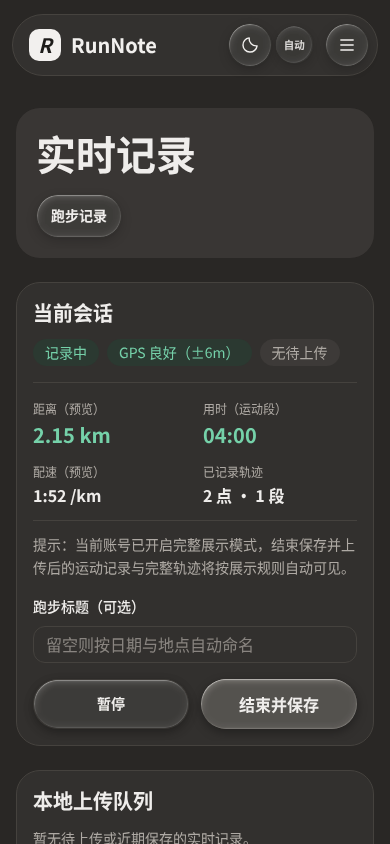 R RunNote 自动
实时记录
跑步记录
当前会话
记录中 GPS 良好（±6m） 无待上传
距离（预览） 用时（运动段）
2.15 km 04:00
配速（预览） 已记录轨迹
1:52 /km 2 点 · 1 段
提示：当前账号已开启完整展示模式，结束保存并上
传后的运动记录与完整轨迹将按展示规则自动可见。
跑步标题（可选）
留空则按日期与地点自动命名
暂停 结束并保存
本地上传队列
暂无待上传或近期保存的实时记录。